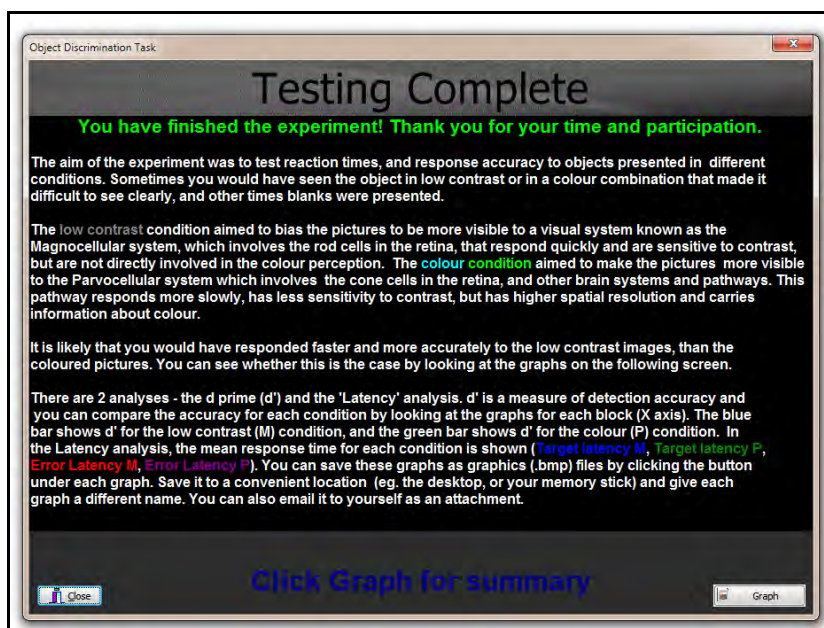 Object Discrimination Task
Testing Complete
You have finished the experiment! Thank you for your time and participation.
The aim of the experiment was to test reaction times, and response accuracy to objects presented in different
conditions. Sometimes you would have seen the object in low contrast or in a colour combination that made it
difficult to see clearly, and other times blanks were presented.
The low contrast condition aimed to bias the pictures to be more visible to a visual system known as the
Magnocellular system, which involves the rod cells in the retina, that respond quickly and are sensitive to contrast,
but are not directly involved in the colour perception. The colour condition aimed to make the pictures more visible
to the Parvocellular system which involves the cone cells in the retina, and other brain systems and pathways. This
pathway responds more slowly, has less sensitivity to contrast, but has higher spatial resolution and carries
information about colour.
It is likely that you would have responded faster and more accurately to the low contrast images, than the
coloured pictures. You can see whether this is the case by looking at the graphs on the following screen.
There are 2 analyses - the d prime (d') and the 'Latency' analysis. d' is a measure of detection accuracy and
you can compare the accuracy for each condition by looking at the graphs for each block (X axis). The blue
bar shows d' for the low contrast (M) condition, and the green bar shows d' for the colour (P) condition. In
the Latency analysis, the mean response time for each condition is shown (Target latency M, Target latency P,
Error Latency M, Error Latency P). You can save these graphs as graphics (.bmp) files by clicking the button
under each graph. Save it to a convenient location (eg. the desktop, or your memory stick) and give each
graph a different name. You can also email it to yourself as an attachment.
Click Graph for summary
Close
Graph